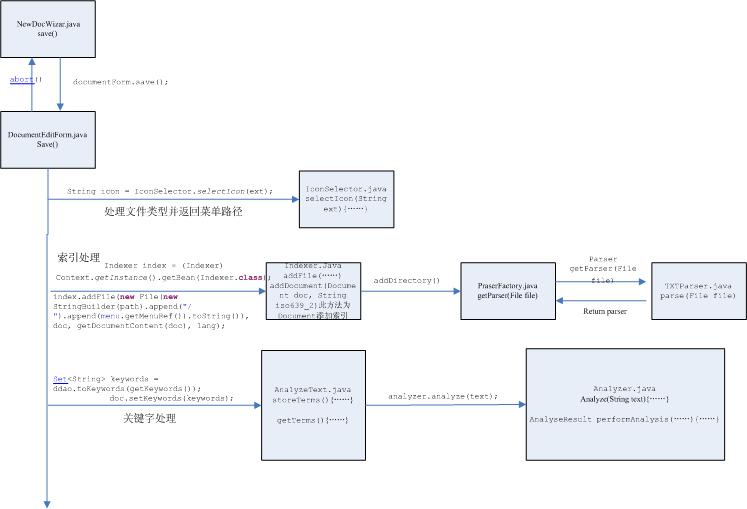 NewDocWizar.java
save()
abort()
documentForm.save();
DocumentEditForm.java
Save()
String icon = IconSelector.selectIcon(ext);
处理文件类型并返回菜单路径
IconSelector.java
selectIcon(String
ext){……}
索引处理
Indexer index = (Indexer)
Context.getInstance().getBean(Indexer.class);
index.addFile(new File(new
StringBuilder(path).append("/
").append(menu.getMenuRef()).toString()),
doc, getDocumentContent(doc), lang);
Indexer.Java
addFile(……)
addDocument(Docume
nt doc, String
iso639_2)此方法为
Document添加索引
addDirectory()
PraserFactory.java
getParser(File file)
Parser
getParser(File
file)
Return parser
TXTParser.java
parse(File file)
Set<String> keywords =
ddao.toKeywords(getKeywords());
doc.setKeywords(keywords);
关键字处理
AnalyzeText.java
storeTerms(){……}
getTerms(){……}
analyzer.analyze(text);
Analyzer.java
Analyze(String text){……}
AnalyseResult performAnalysis(……){……}